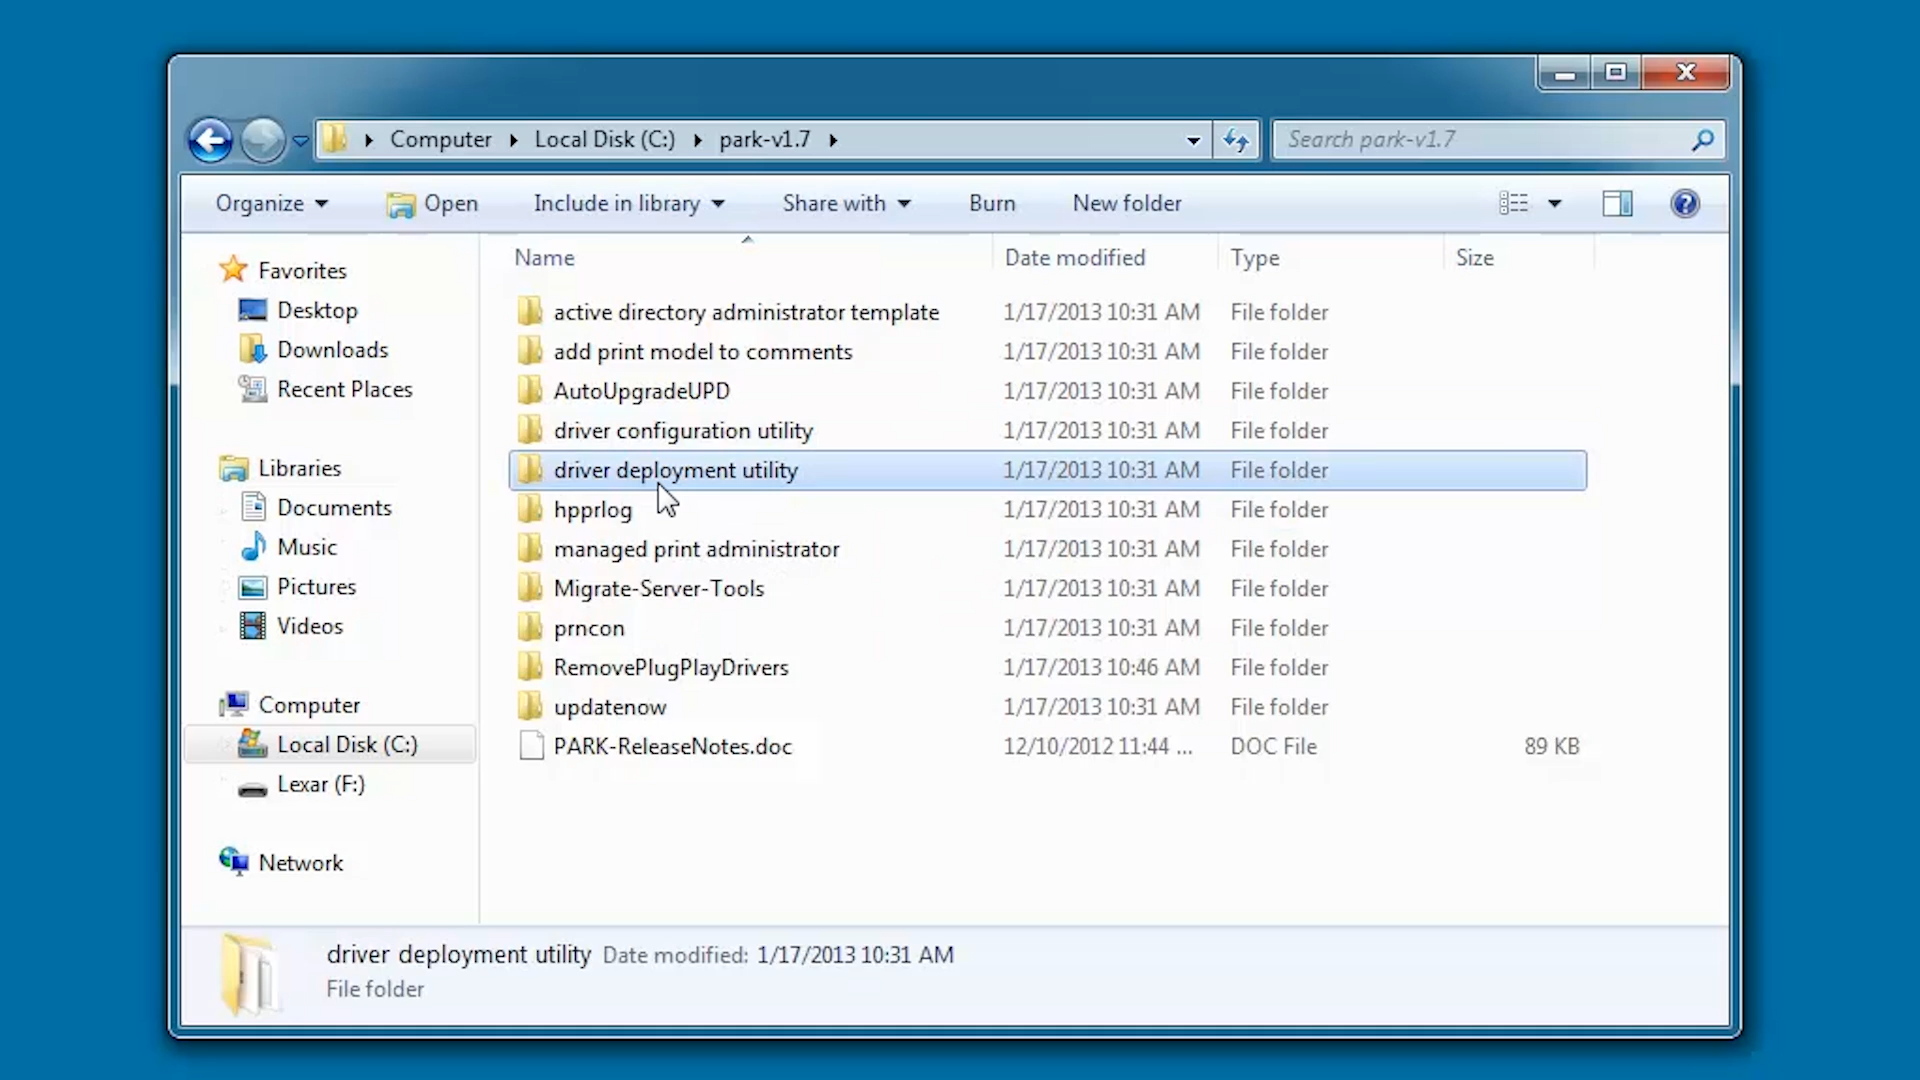 Computer Local Disk (C:) park-v1.7
Search park-v1.7
Organize Open Include in library Share with Burn New folder
Name Date modified Type Size
Favorites
Desktop
Downloads
Recent Places
Libraries
Documents
Music
Pictures
Videos
Computer
Local Disk (C:)
Lexar (F:)
Network
active directory administrator template 1/17/2013 10:31 AM File folder
add print model to comments 1/17/2013 10:31 AM File folder
AutoUpgradeUPD 1/17/2013 10:31 AM File folder
driver configuration utility 1/17/2013 10:31 AM File folder
driver deployment utility 1/17/2013 10:31 AM File folder
hpprlog 1/17/2013 10:31 AM File folder
managed print administrator 1/17/2013 10:31 AM File folder
Migrate-Server-Tools 1/17/2013 10:31 AM File folder
prncon 1/17/2013 10:31 AM File folder
RemovePlugPlayDrivers 1/17/2013 10:46 AM File folder
updatenow 1/17/2013 10:31 AM File folder
PARK-ReleaseNotes.doc 12/10/2012 11:44 ... DOC File 89 KB
driver deployment utility Date modified: 1/17/2013 10:31 AM
File folder